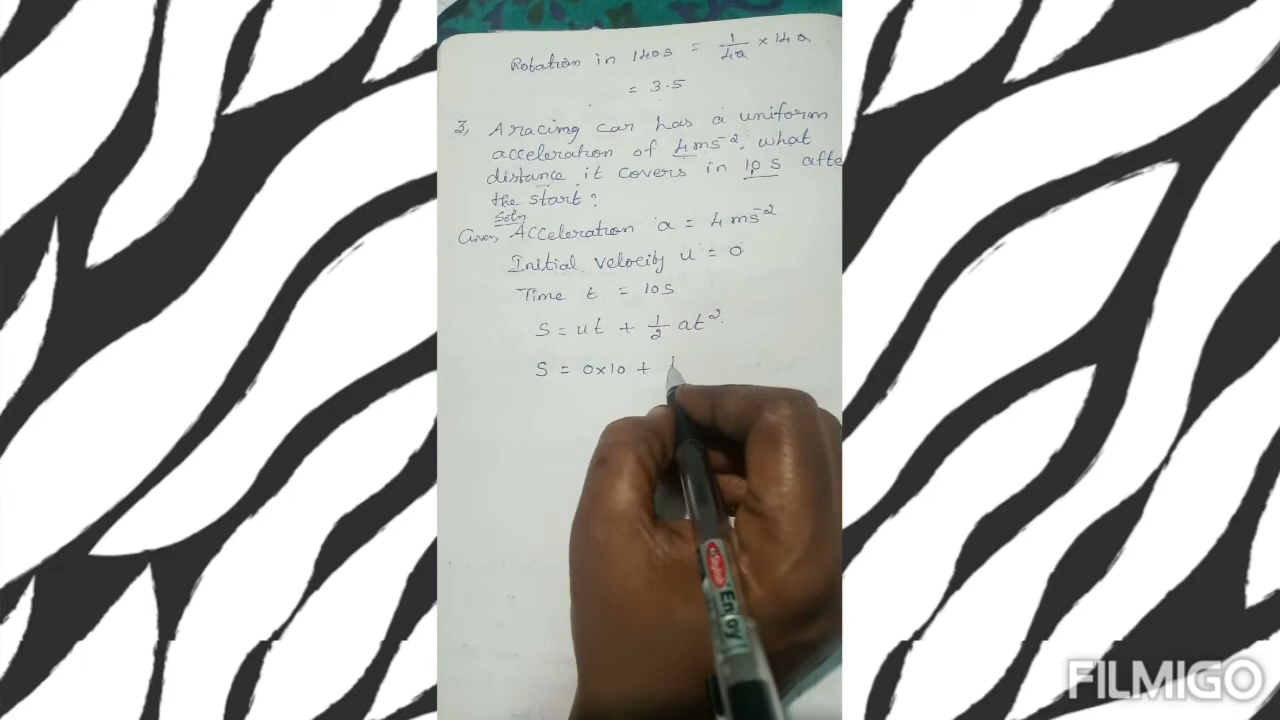 Rotation in 140s = 1/40 × 140
= 3.5
3, A racing car has a uniform
acceleration of 4ms⁻², what
distance it covers in 10 s afte
the start?
Soln
Given, Acceleration a = 4 ms⁻²
Initial velocity u = 0
Time t = 10s
S = ut + 1/2 at²
S = 0×10 + 1
Enjoy
FILMIGO